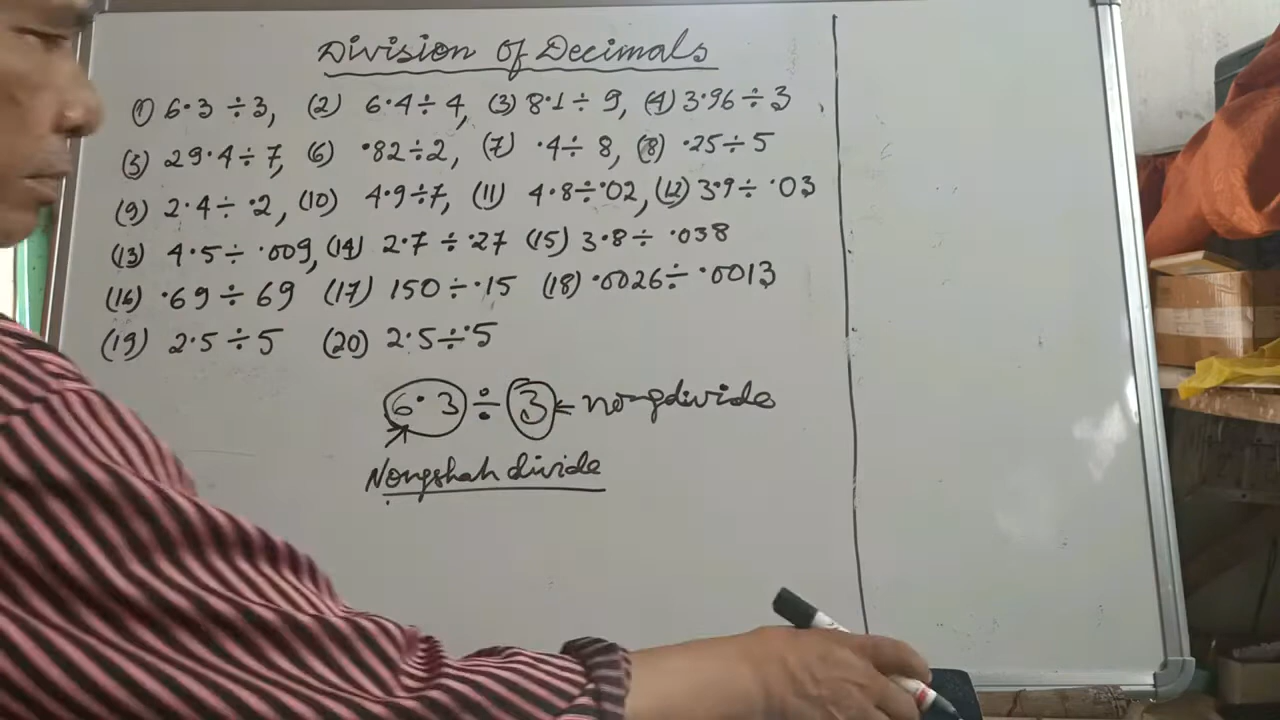 Division of Decimals
(1) 6.3 ÷ 3, (2) 6.4 ÷ 4, (3) 8.1 ÷ 9, (4) 3.96 ÷ 3,
(5) 29.4 ÷ 7, (6) .82 ÷ 2, (7) .4 ÷ 8, (8) .25 ÷ 5
(9) 2.4 ÷ .2, (10) 4.9 ÷ 7, (11) 4.8 ÷ .02, (12) 3.9 ÷ .03
(13) 4.5 ÷ .009, (14) 2.7 ÷ .27 (15) 3.8 ÷ .038
(16) .69 ÷ 69 (17) 150 ÷ .15 (18) .0026 ÷ .0013
(19) 2.5 ÷ 5 (20) 2.5 ÷ .5
6.3 ÷ 3 ← nongdivide
Nongshah divide